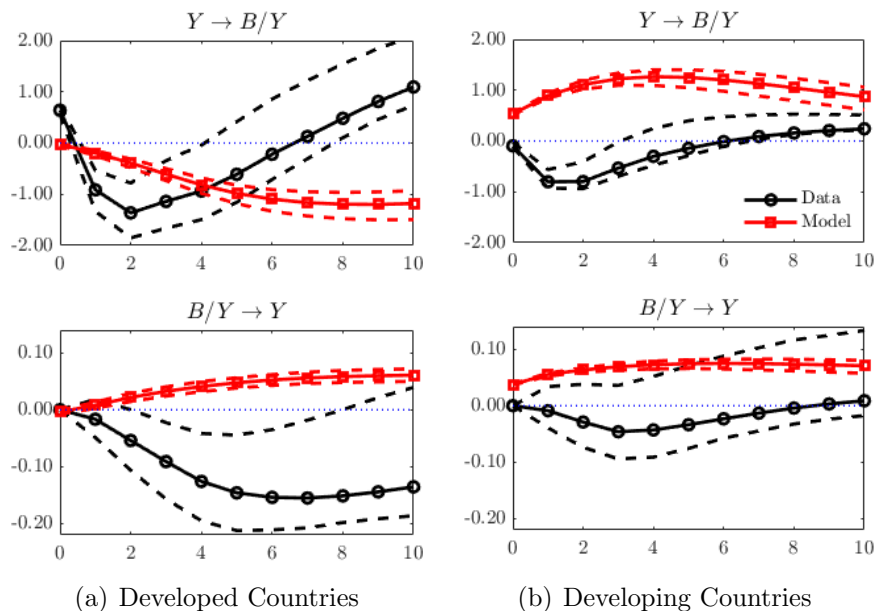 Y → B/Y
2.00
1.00
0.00
-1.00
-2.00
0 2 4 6 8 10
Y → B/Y
2.00
1.00
0.00
-1.00
-2.00
0 2 4 6 8 10
Data
Model
B/Y → Y
0.10
0.00
-0.10
-0.20
0 2 4 6 8 10
B/Y → Y
0.10
0.00
-0.10
-0.20
0 2 4 6 8 10
(a) Developed Countries
(b) Developing Countries